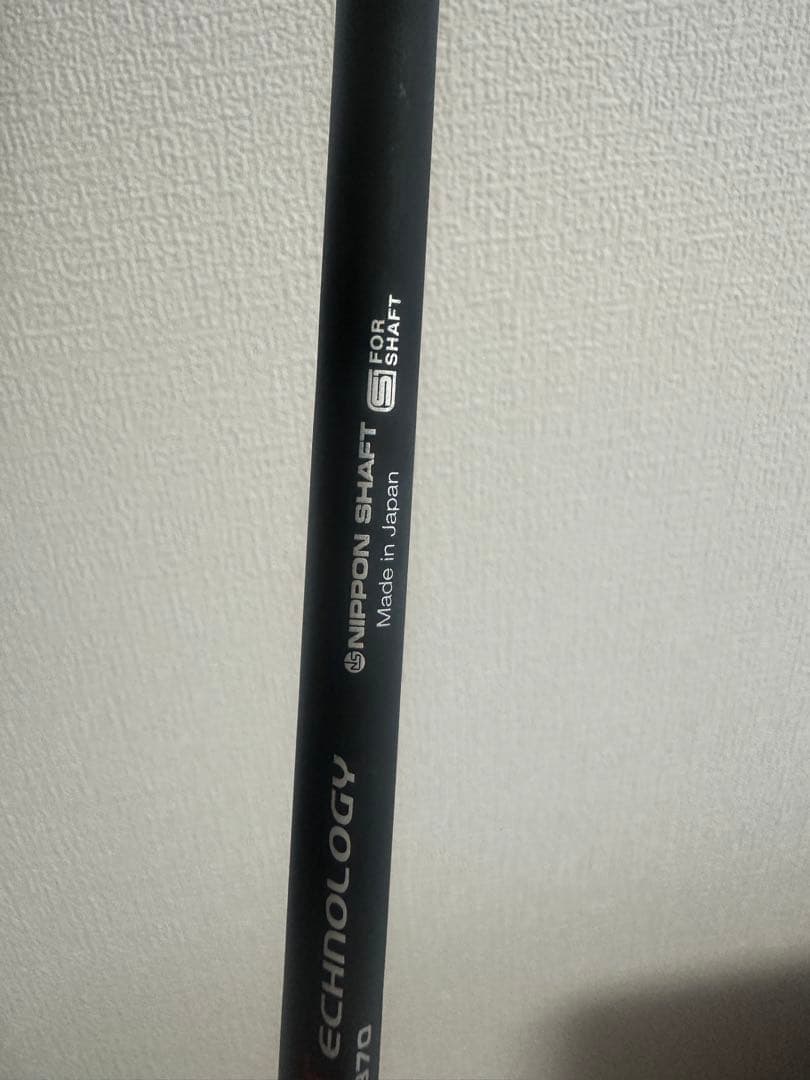 ECHNOLOGY
NIPPON SHAFT
FOR
SHAFT
Made in Japan